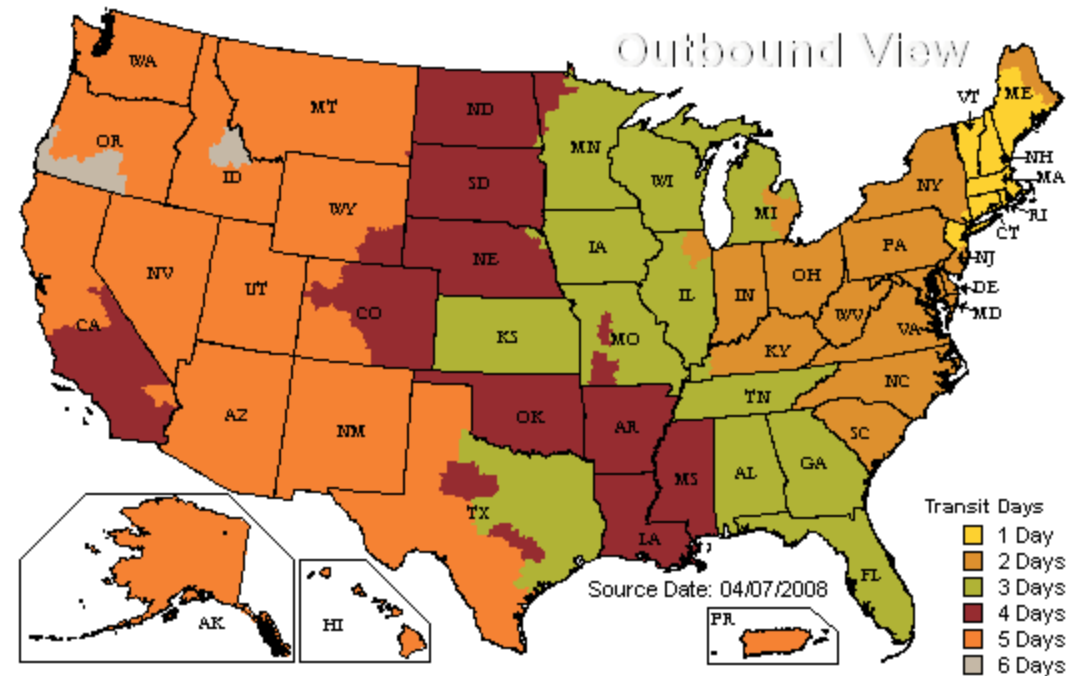 Outbound View
WA
MT
ND
VT
ME
OR
MN
NH
ID
SD
WI
NY
MA
WY
MI
RI
CT
NE
IA
PA
NJ
NV
UT
CO
IL
IN
OH
DE
CA
KS
MO
WV
VA
MD
KY
AZ
NM
OK
AR
TN
NC
SC
TX
MS
AL
GA
LA
FL
AK
HI
PR
Source Date: 04/07/2008
Transit Days
1 Day
2 Days
3 Days
4 Days
5 Days
6 Days